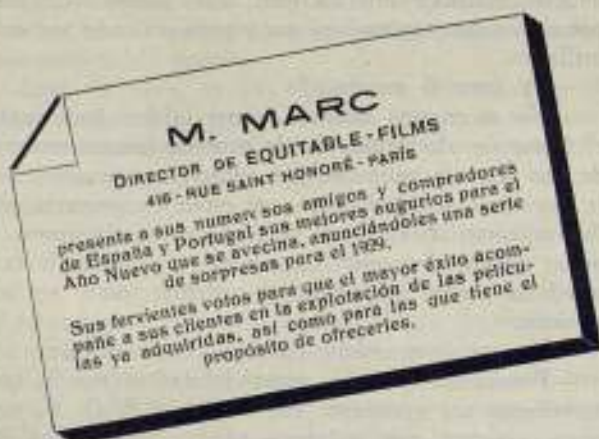 M. MARC
DIRECTOR DE EQUITABLE-FILMS
416 - RUE SAINT HONORÉ - PARÍS
presenta a sus numerosos amigos y compradores
de España y Portugal sus mejores augurios para el
Año Nuevo que se avecina, anunciándoles una serie
de sorpresas para el 1929.
Sus fervientes votos para que el mayor éxito acom-
pañe a sus clientes en la explotación de las pelícu-
las ya adquiridas, así como para las que tiene el
propósito de ofrecerles.